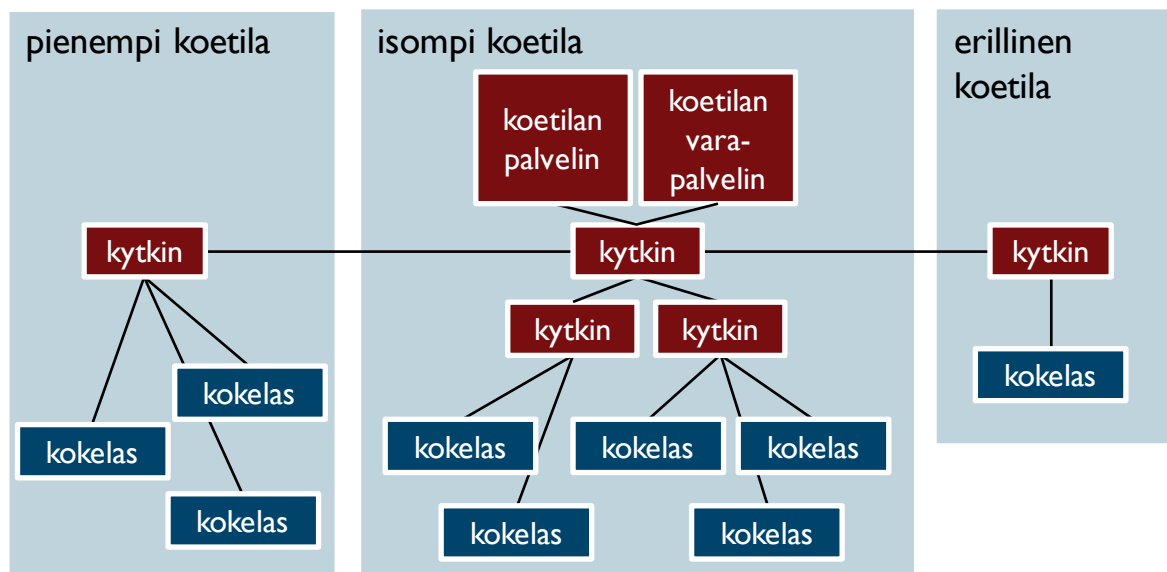 pienempi koetila
kytkin
kokelas
kokelas
kokelas
isompi koetila
koetilan
palvelin
koetilan
vara-
palvelin
kytkin
kytkin
kytkin
kokelas
kokelas
kokelas
kokelas
kokelas
erillinen
koetila
kytkin
kokelas